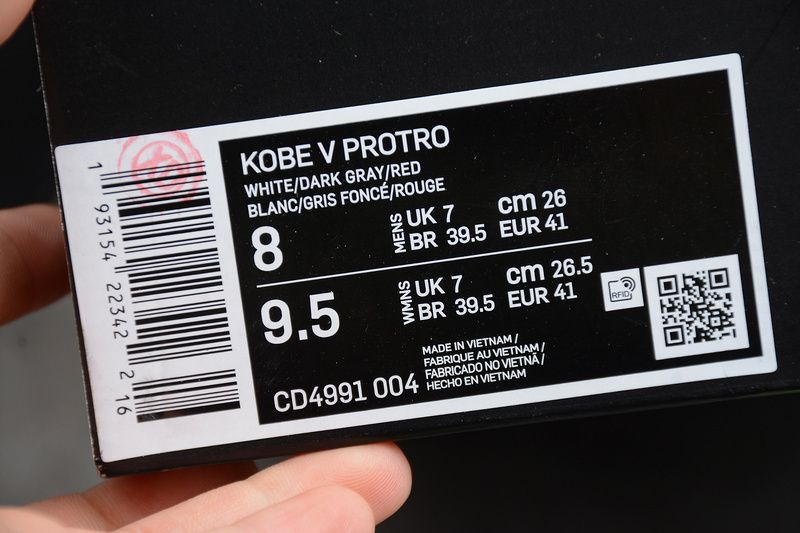 KOBE V PROTRO
WHITE/DARK GRAY/RED
BLANC/GRIS FONCÉ/ROUGE
8
MENS
UK 7
cm 26
BR 39.5
EUR 41
9.5
WMNS
UK 7
cm 26.5
BR 39.5
EUR 41
RFID
CD4991 004
MADE IN VIETNAM /
FABRIQUE AU VIETNAM /
FABRICADO NO VIETNÃ /
HECHO EN VIETNAM
1 93154 22342 2 16